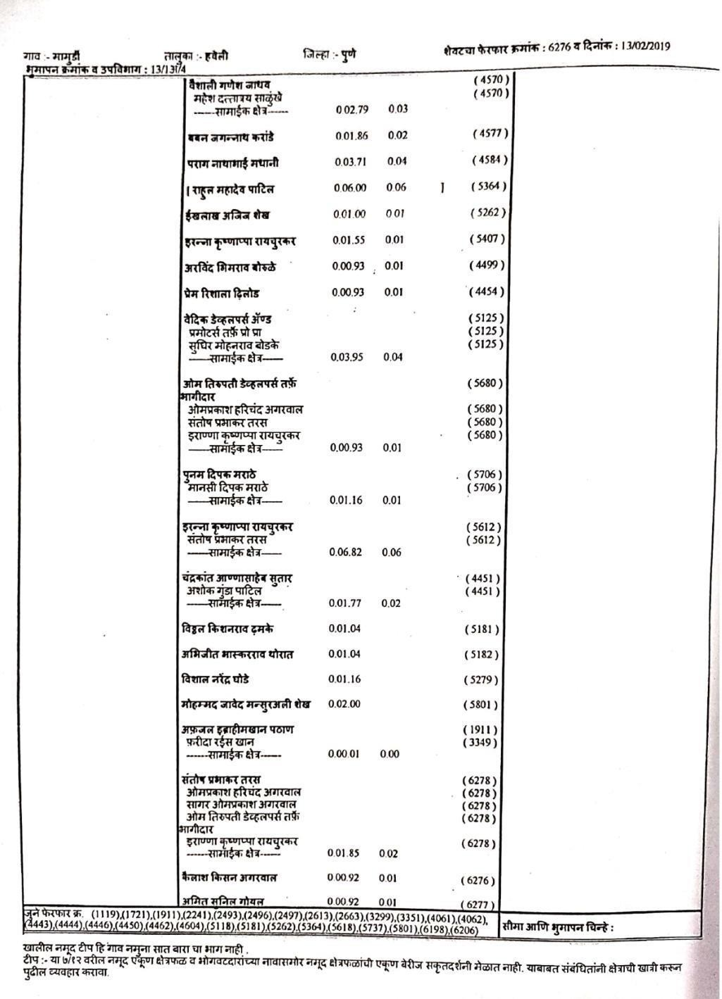 गाव :- मामुर्डी तालुका :- हवेली जिल्हा :- पुणे शेवटचा फेरफार क्रमांक : 6276 व दिनांक : 13/02/2019
भुमापन क्रमांक व उपविभाग : 13/1अ/4
वैशाली गणेश जाधव (4570)
महेश दत्तात्रय साळुंखे (4570)
------सामाईक क्षेत्र------ 0.02.79 0.03
बबन जगन्नाथ करांडे 0.01.86 0.02 (4577)
पराग नाथाभाई मधानी 0.03.71 0.04 (4584)
[ राहुल महादेव पाटिल 0.06.00 0.06 ] (5364)
ईखलाख अजिज शेख 0.01.00 0.01 (5262)
इरन्ना कृष्णाप्पा रायचुरकर 0.01.55 0.01 (5407)
अरविंद भिमराव बोरुळे 0.00.93 0.01 (4499)
प्रेम रिशाला ढ़िलोड 0.00.93 0.01 (4454)
वेदिक डेव्हलपर्स ॲण्ड (5125)
प्रमोटर्स तर्फे प्रो प्रा (5125)
सुधिर मोहनराव बोडके (5125)
------सामाईक क्षेत्र------ 0.03.95 0.04
ओम तिरुपती डेव्हलपर्स तर्फे (5680)
भागीदार
ओमप्रकाश हरिचंद अगरवाल (5680)
संतोष प्रभाकर तरस (5680)
इराण्णा कृष्णप्पा रायचुरकर (5680)
------सामाईक क्षेत्र------ 0.00.93 0.01
पुनम दिपक मराठे (5706)
मानसी दिपक मराठे (5706)
------सामाईक क्षेत्र------ 0.01.16 0.01
इरन्ना कृष्णाप्पा रायचुरकर (5612)
संतोष प्रभाकर तरस (5612)
------सामाईक क्षेत्र------ 0.06.82 0.06
चंद्रकांत आण्णासाहेब सुतार (4451)
अशोक गुंडा पाटिल (4451)
------सामाईक क्षेत्र------ 0.01.77 0.02
विठ्ठल किशनराव ढ़मके 0.01.04 (5181)
अभिजीत भास्करराव थोरात 0.01.04 (5182)
विशाल नरेंद्र घोडे 0.01.16 (5279)
मोहम्मद जावेद मन्सुरअली शेख 0.02.00 (5801)
अफ़जल इब्राहीमखान पठाण (1911)
फ़रीदा रईस खान (3349)
------सामाईक क्षेत्र------ 0.00.01 0.00
संतोष प्रभाकर तरस (6278)
ओमप्रकाश हरिचंद अगरवाल (6278)
सागर ओमप्रकाश अगरवाल (6278)
ओम तिरुपती डेव्हलपर्स तर्फे (6278)
भागीदार
इराण्णा कृष्णप्पा रायचुरकर (6278)
------सामाईक क्षेत्र------ 0.01.85 0.02
कैलाश किसन अगरवाल 0.00.92 0.01 (6276)
अमित सुनिल गोयल 0.00.92 0.01 (6277)
जुने फेरफार क्र. (1119),(1721),(1911),(2241),(2493),(2496),(2497),(2613),(2663),(3299),(3351),(4061),(4062),
(4443),(4444),(4446),(4450),(4462),(4604),(5118),(5181),(5262),(5364),(5618),(5737),(5801),(6198),(6206)
सीमा आणि भुमापन चिन्हे :
खालील नमूद टीप हि गाव नमुना सात बारा चा भाग नाही .
टीप :- या ७/१२ वरील नमूद एकूण क्षेत्रफळ व भोगवटदारांच्या नावासमोर नमूद क्षेत्रफळांची एकूण बेरीज सकृतदर्शनी मेळात नाही. याबाबत संबंधितांनी क्षेत्राची खात्री करून
पुढील व्यवहार करावा.